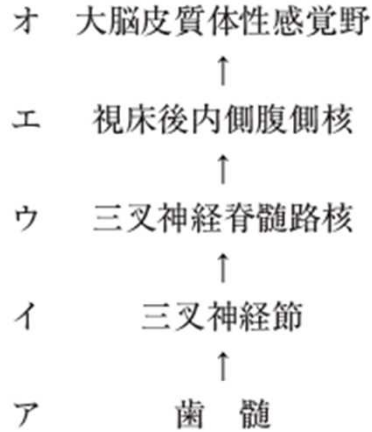 オ 大脳皮質体性感覚野
↑
エ 視床後内側腹側核
↑
ウ 三叉神経脊髄路核
↑
イ 三叉神経節
↑
ア 歯 髄